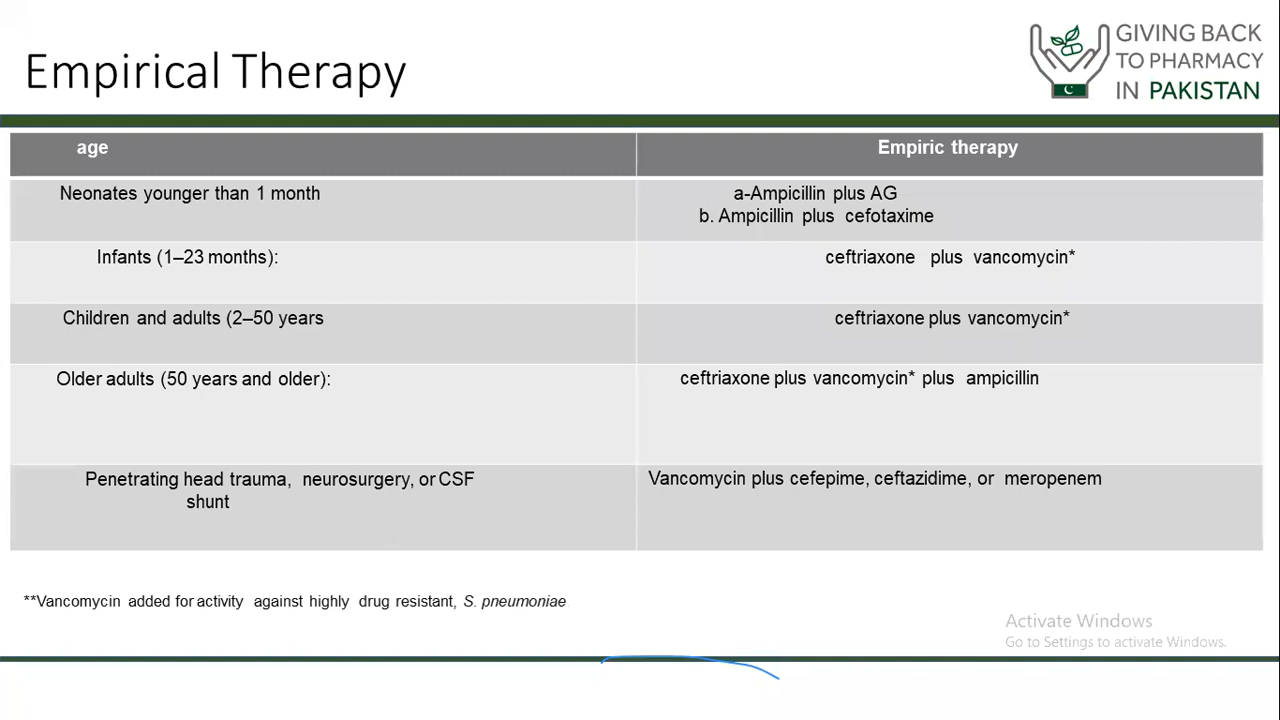 Empirical Therapy
GIVING BACK
TO PHARMACY
IN PAKISTAN
age
Empiric therapy
Neonates younger than 1 month
a-Ampicillin plus AG
b. Ampicillin plus cefotaxime
Infants (1–23 months):
ceftriaxone plus vancomycin*
Children and adults (2–50 years
ceftriaxone plus vancomycin*
Older adults (50 years and older):
ceftriaxone plus vancomycin* plus ampicillin
Penetrating head trauma, neurosurgery, or CSF
shunt
Vancomycin plus cefepime, ceftazidime, or meropenem
**Vancomycin added for activity against highly drug resistant, S. pneumoniae
Activate Windows
Go to Settings to activate Windows.